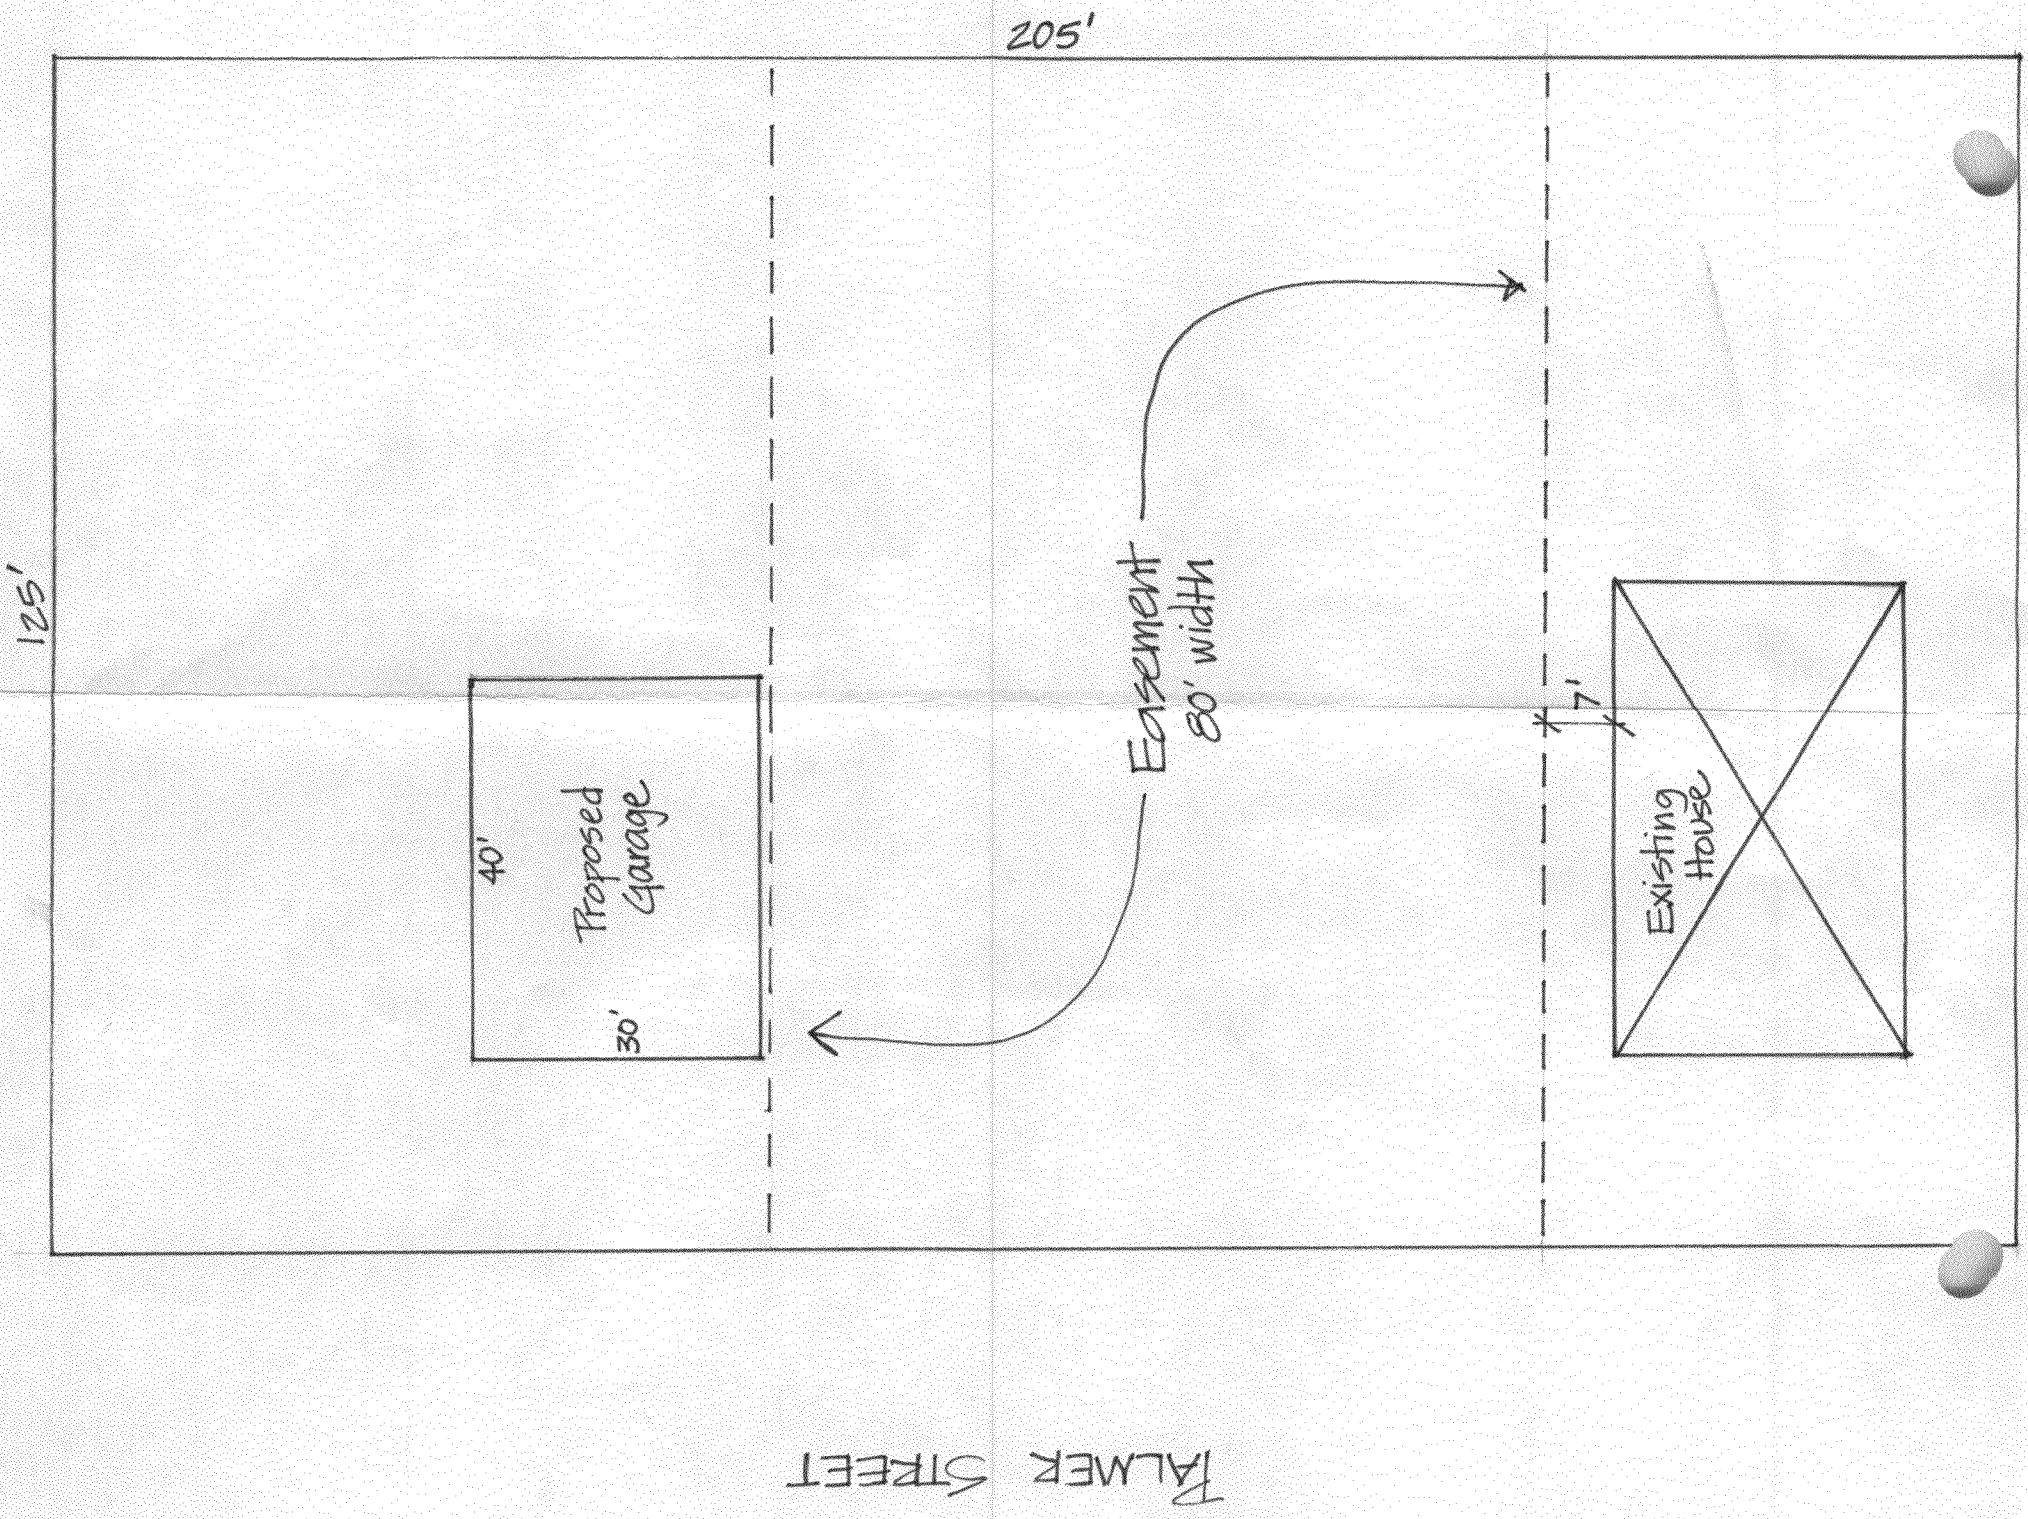 205'
125'
Easement
80' width
7'
40'
Proposed
Garage
30'
Existing
House
PALMER STREET